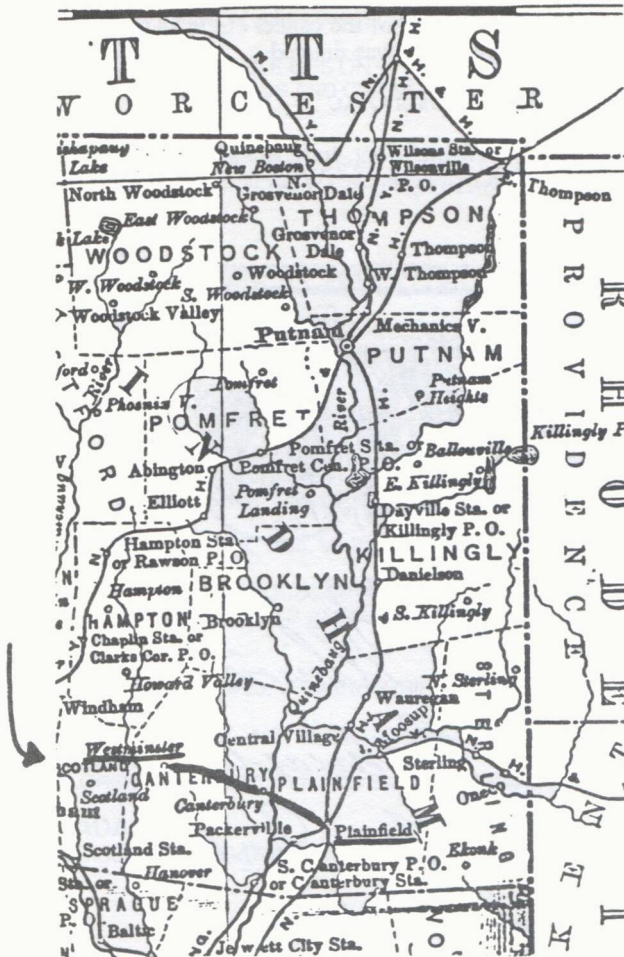 T T S
WORCESTER
Quinebaug
Wilsons Sta. or
Lake
New Boston
Wilsonville
N.
P. O.
North Woodstock
Grosvenor Dale
Thompson
East Woodstock
THOMPSON
Lake
Grosvenor
WOODSTOCK
Dale
Thompson
W. Woodstock
Woodstock
W. Thompson
S. Woodstock
Woodstock Valley
Putnam
Mechanics V.
PUTNAM
Pomfret
Putnam
Heights
River
Phoenix V.
POMFRET
River
Killingly P
Pomfret Sta. or
Ballouville
Abington
Pomfret Cen. P. O.
E. Killingly
Elliott
Pomfret
Landing
Dayville Sta. or
Killingly P. O.
Hampton Sta.
or Rawson P. O.
KILLINGLY
Hampton
BROOKLYN
Danielson
HAMPTON
Brooklyn
S. Killingly
Chaplin Sta. or
Clarks Cor. P. O.
Quinebaug
Howard Valley
N. Sterling
Windham
Wauregan
Central Village
Moosup
STERLING
Westminster
Sterling
SCOTLAND
CANTERBURY
PLAINFIELD
Oneco
Scotland
Canterbury
Packerville
Plainfield
Scotland Sta.
S. Canterbury P. O.
Ekonk
Sta. or
Hanover
or Canterbury Sta.
SPRAGUE
P.
Baltic
Jewett City Sta.
PROVIDENCE
RHODE